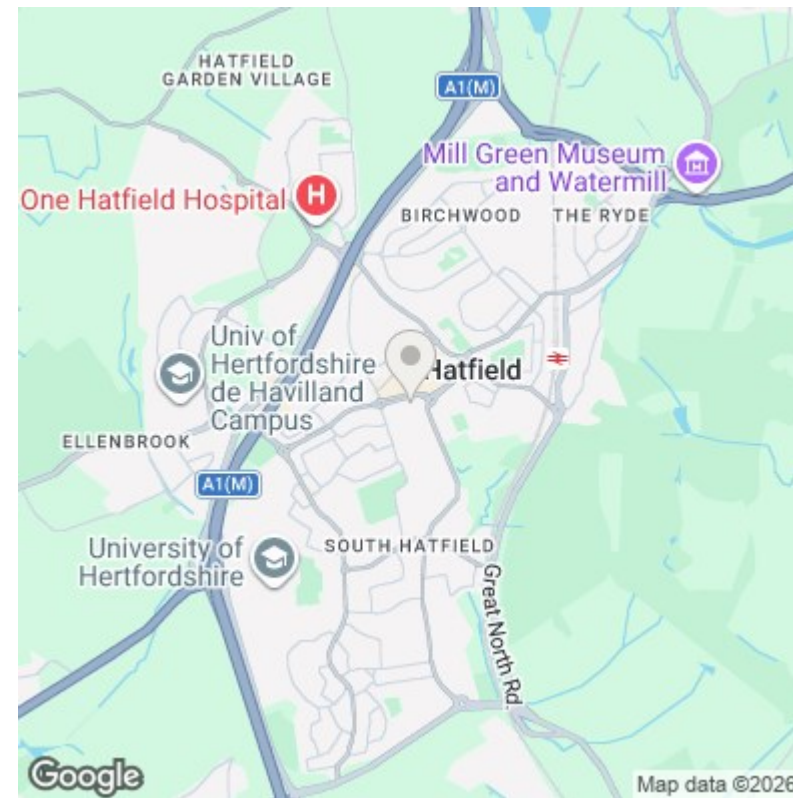 HATFIELD
GARDEN VILLAGE
A1(M)
Mill Green Museum
and Watermill
One Hatfield Hospital
H
BIRCHWOOD
THE RYDE
Univ of
Hertfordshire
de Havilland
Campus
Hatfield
ELLENBROOK
A1(M)
University of
Hertfordshire
SOUTH HATFIELD
Great North Rd
Google
Map data ©2026